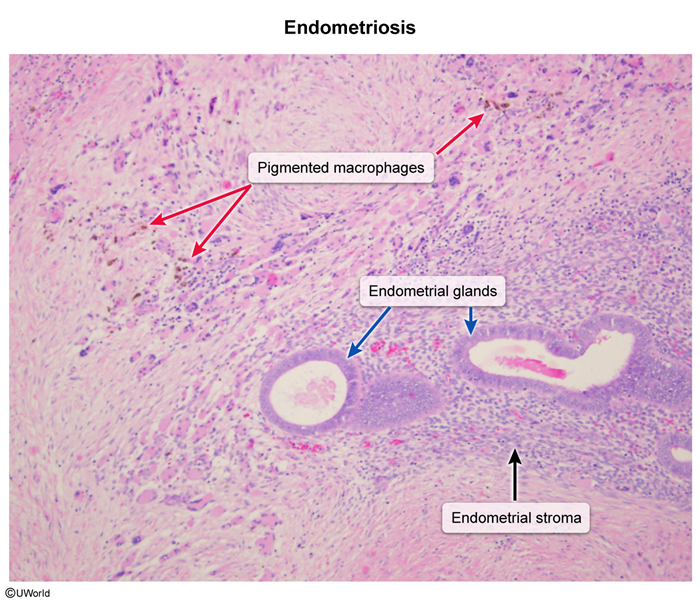 Endometriosis
Pigmented macrophages
Endometrial glands
Endometrial stroma
©UWorld